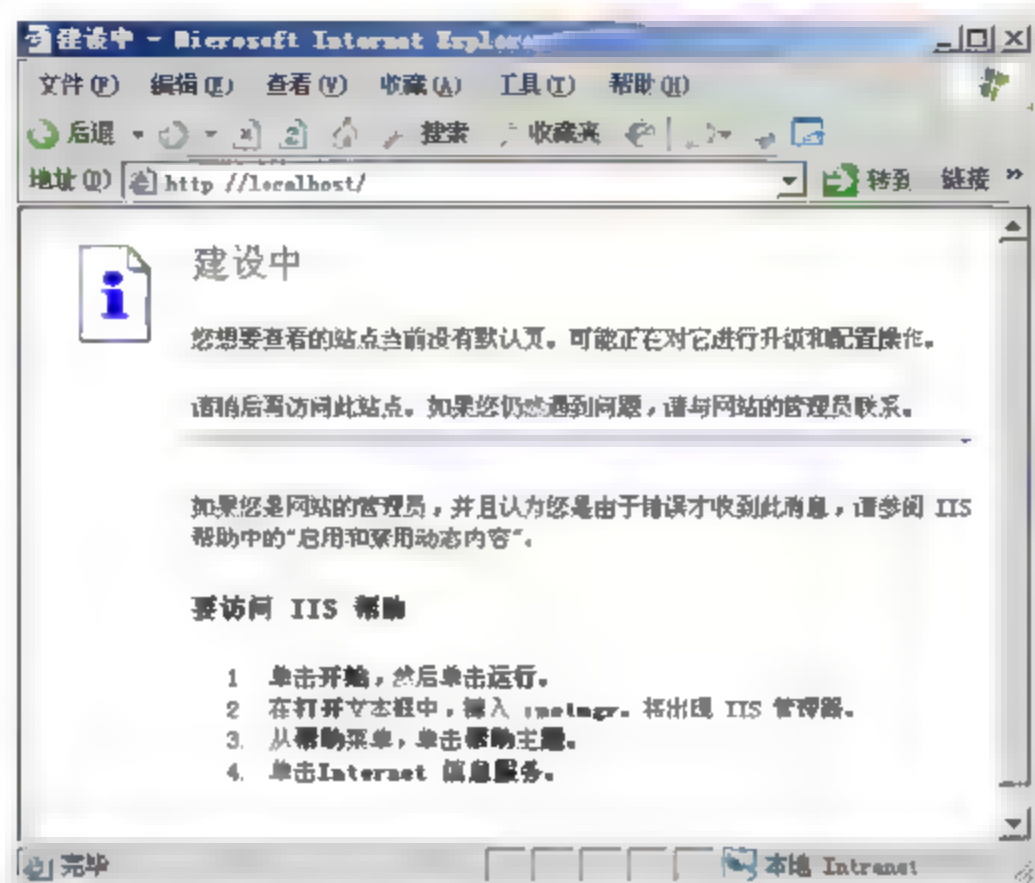 建设中 - Microsoft Internet Explorer
文件(F) 编辑(E) 查看(V) 收藏(A) 工具(T) 帮助(H)
后退 搜索 收藏夹
地址(D) http://localhost/ 转到 链接 »
建设中
您想要查看的站点当前没有默认页。可能正在对它进行升级和配置操作。
请稍后再访问此站点。如果您仍然遇到问题，请与网站的管理员联系。
如果您是网站的管理员，并且认为您是由于错误才收到此消息，请参阅 IIS
帮助中的“启用和禁用动态内容”。
要访问 IIS 帮助
1. 单击开始，然后单击运行。
2. 在打开文本框中，键入 inetmgr。将出现 IIS 管理器。
3. 从帮助菜单，单击帮助主题。
4. 单击Internet 信息服务。
完毕 本地 Intranet